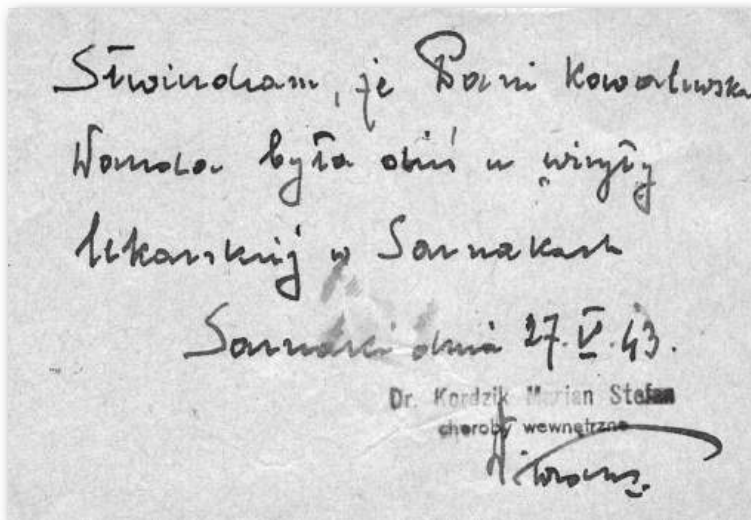 Stwierdzam, że Pani Kowalewska
Wanda była dziś u wizyty
lekarskiej w Sarnakach
Sarnaki dnia 27.V.43.
Dr. Kordzik Marian Stefan
choroby wewnętrzne